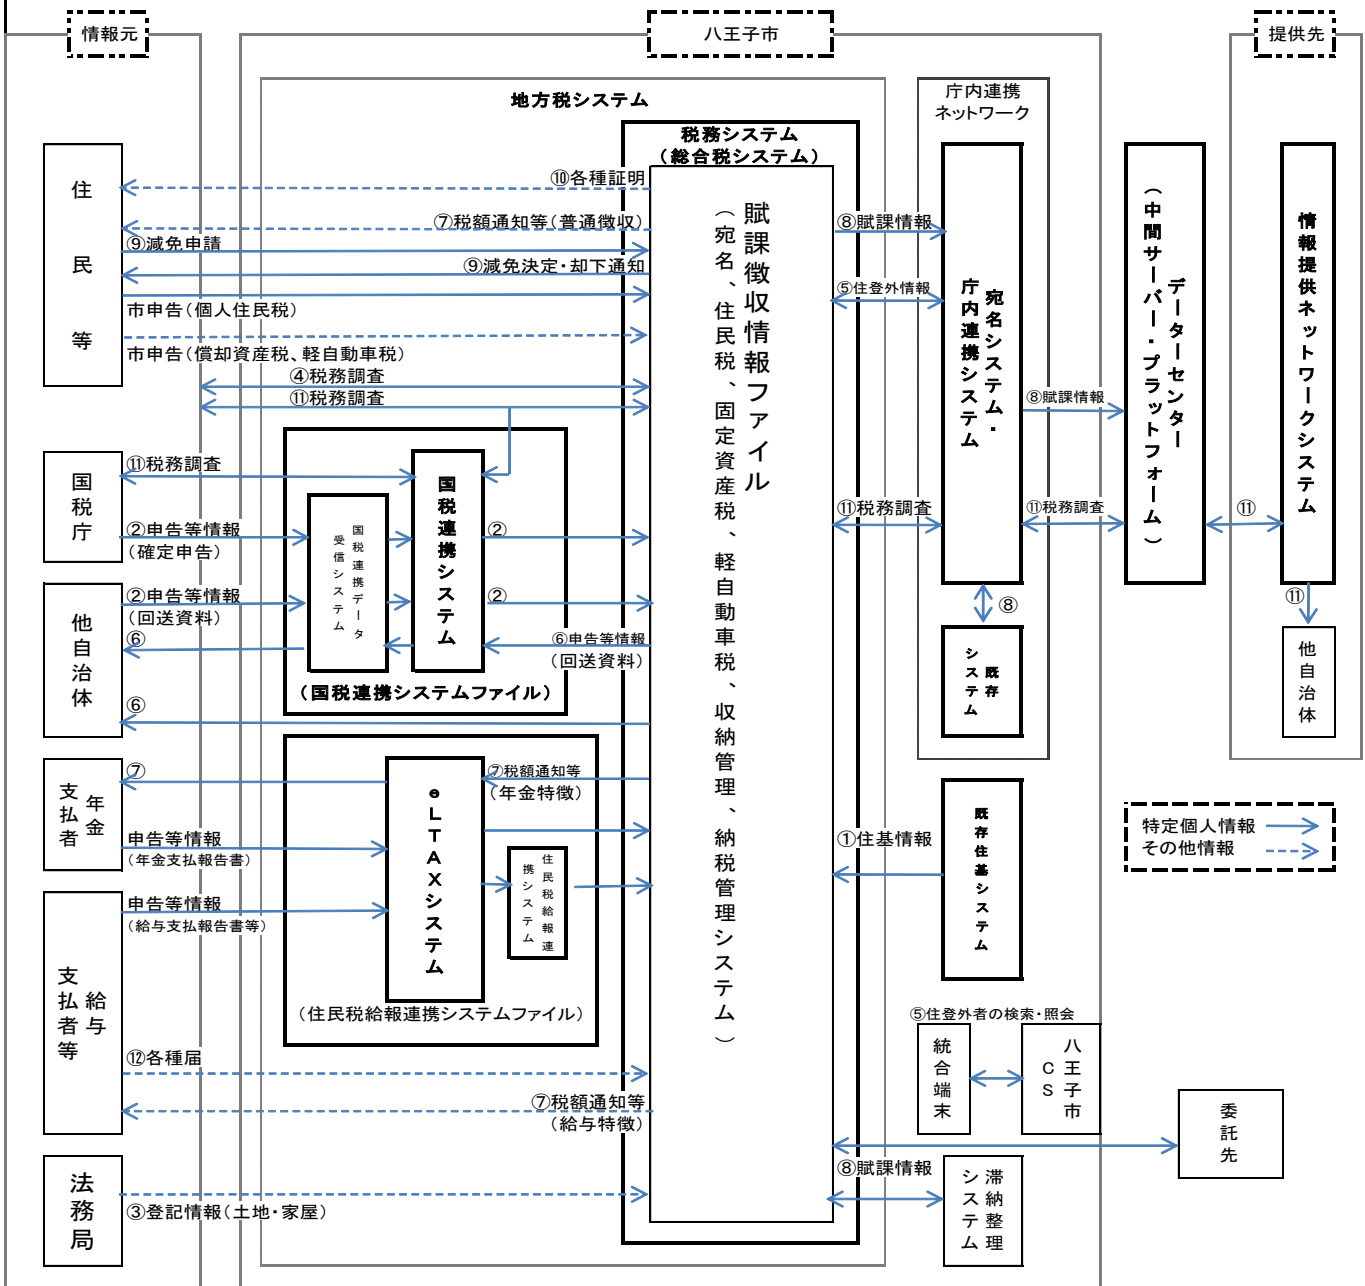 情報元
八王子市
提供先
地方税システム
庁内連携
ネットワーク
税務システム
（総合税システム）
住民等
⑩各種証明
⑦税額通知等（普通徴収）
⑨減免申請
⑨減免決定・却下通知
市申告（個人住民税）
市申告（償却資産税、軽自動車税）
④税務調査
⑪税務調査
賦課徴収情報ファイル
（宛名、住民税、固定資産税、軽自動車税、収納管理、納税管理システム）
⑧賦課情報
⑤住登外情報
宛名システム・
庁内連携システム
⑧賦課情報
データーセンター
（中間サーバー・プラットフォーム）
情報提供ネットワークシステム
国税庁
⑪税務調査
②申告等情報
（確定申告）
国税連携データ
受信システム
国税連携システム
②
②
⑪税務調査
⑪税務調査
⑪
⑪
他自治体
他自治体
②申告等情報
（回送資料）
⑥
⑥申告等情報
（回送資料）
（国税連携システムファイル）
⑥
⑧
既存
システム
年金
支払者
⑦
⑦税額通知等
（年金特徴）
申告等情報
（年金支払報告書）
eLTAXシステム
住民税給報連
携システム
（住民税給報連携システムファイル）
①住基情報
既存住基システム
特定個人情報
その他情報
給与
支払者等
申告等情報
（給与支払報告書等）
⑫各種届
⑦税額通知等
（給与特徴）
⑤住登外者の検索・照会
統合端末
八王子市
CS
委託先
法務局
③登記情報（土地・家屋）
⑧賦課情報
滞納整理
システム